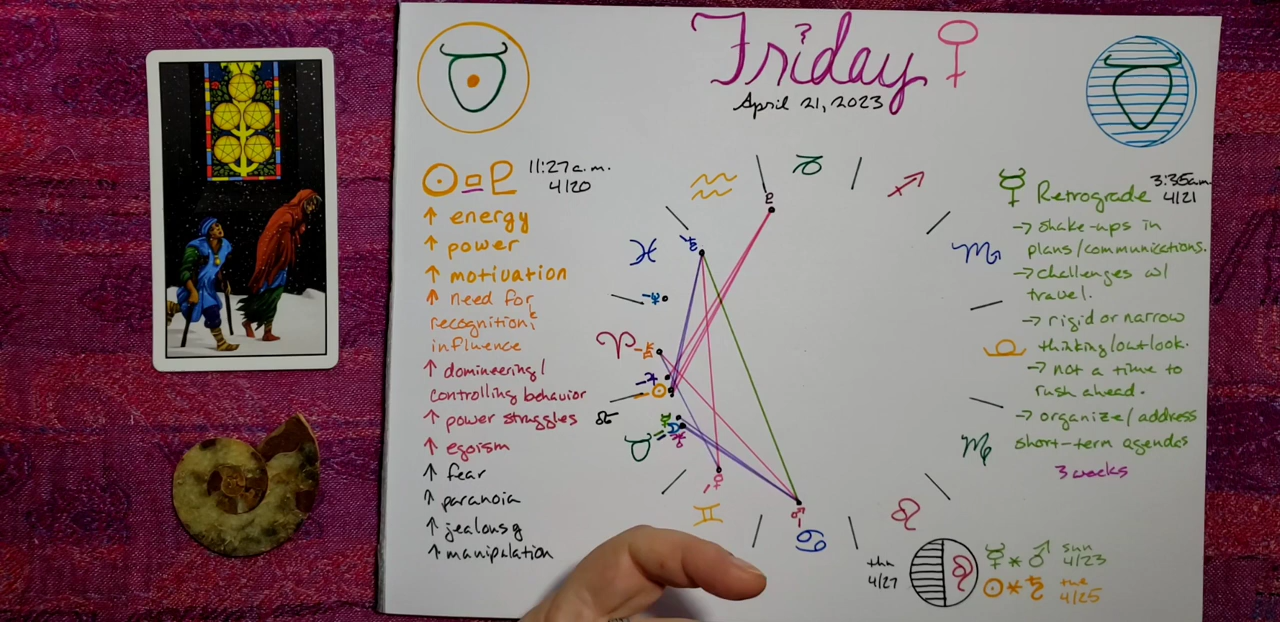 Friday ♀
April 21, 2023
♉
♉
☉ □ ♇ 11:27 a.m.
4/20
↑ energy
↑ power
↑ motivation
↑ need for
recognition &
influence
↑ domineering/
controlling behavior
↑ power struggles
↑ egoism
↑ fear
↑ paranoia
↑ jealousy
↑ manipulation
♒ ♑ ♐
♓ ♏
♈ ♎
♉ ♍
♊ ♋ ♌
☿ Retrograde 3:35am
4/21
→ shake-ups in
plans/communications.
→ challenges w/
travel.
→ rigid or narrow
thinking/outlook.
→ not a time to
rush ahead.
→ organize/address
short-term agendas
3 weeks
thu
4/27
♌
☿ ⚹ ♂ sun
4/23
☉ ⚹ ♄ tue
4/25